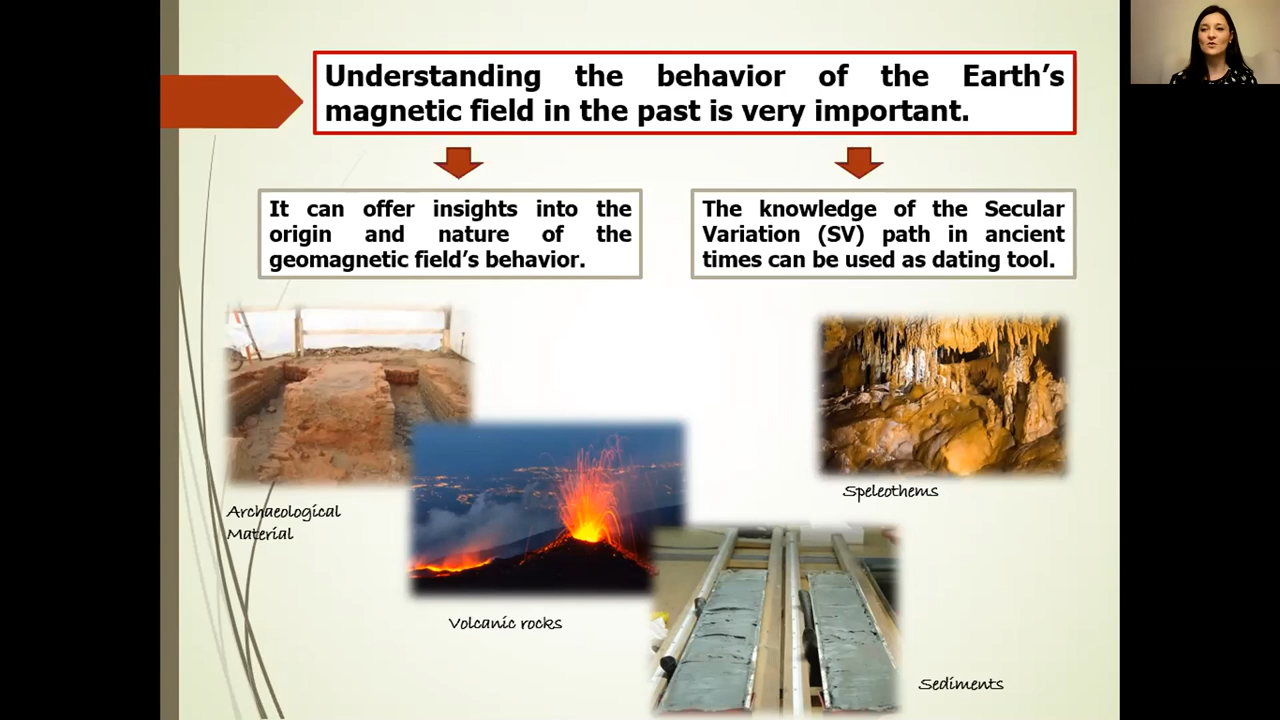 Understanding the behavior of the Earth's
magnetic field in the past is very important.
It can offer insights into the
origin and nature of the
geomagnetic field's behavior.
The knowledge of the Secular
Variation (SV) path in ancient
times can be used as dating tool.
Archaeological
Material
Volcanic rocks
Speleothems
Sediments